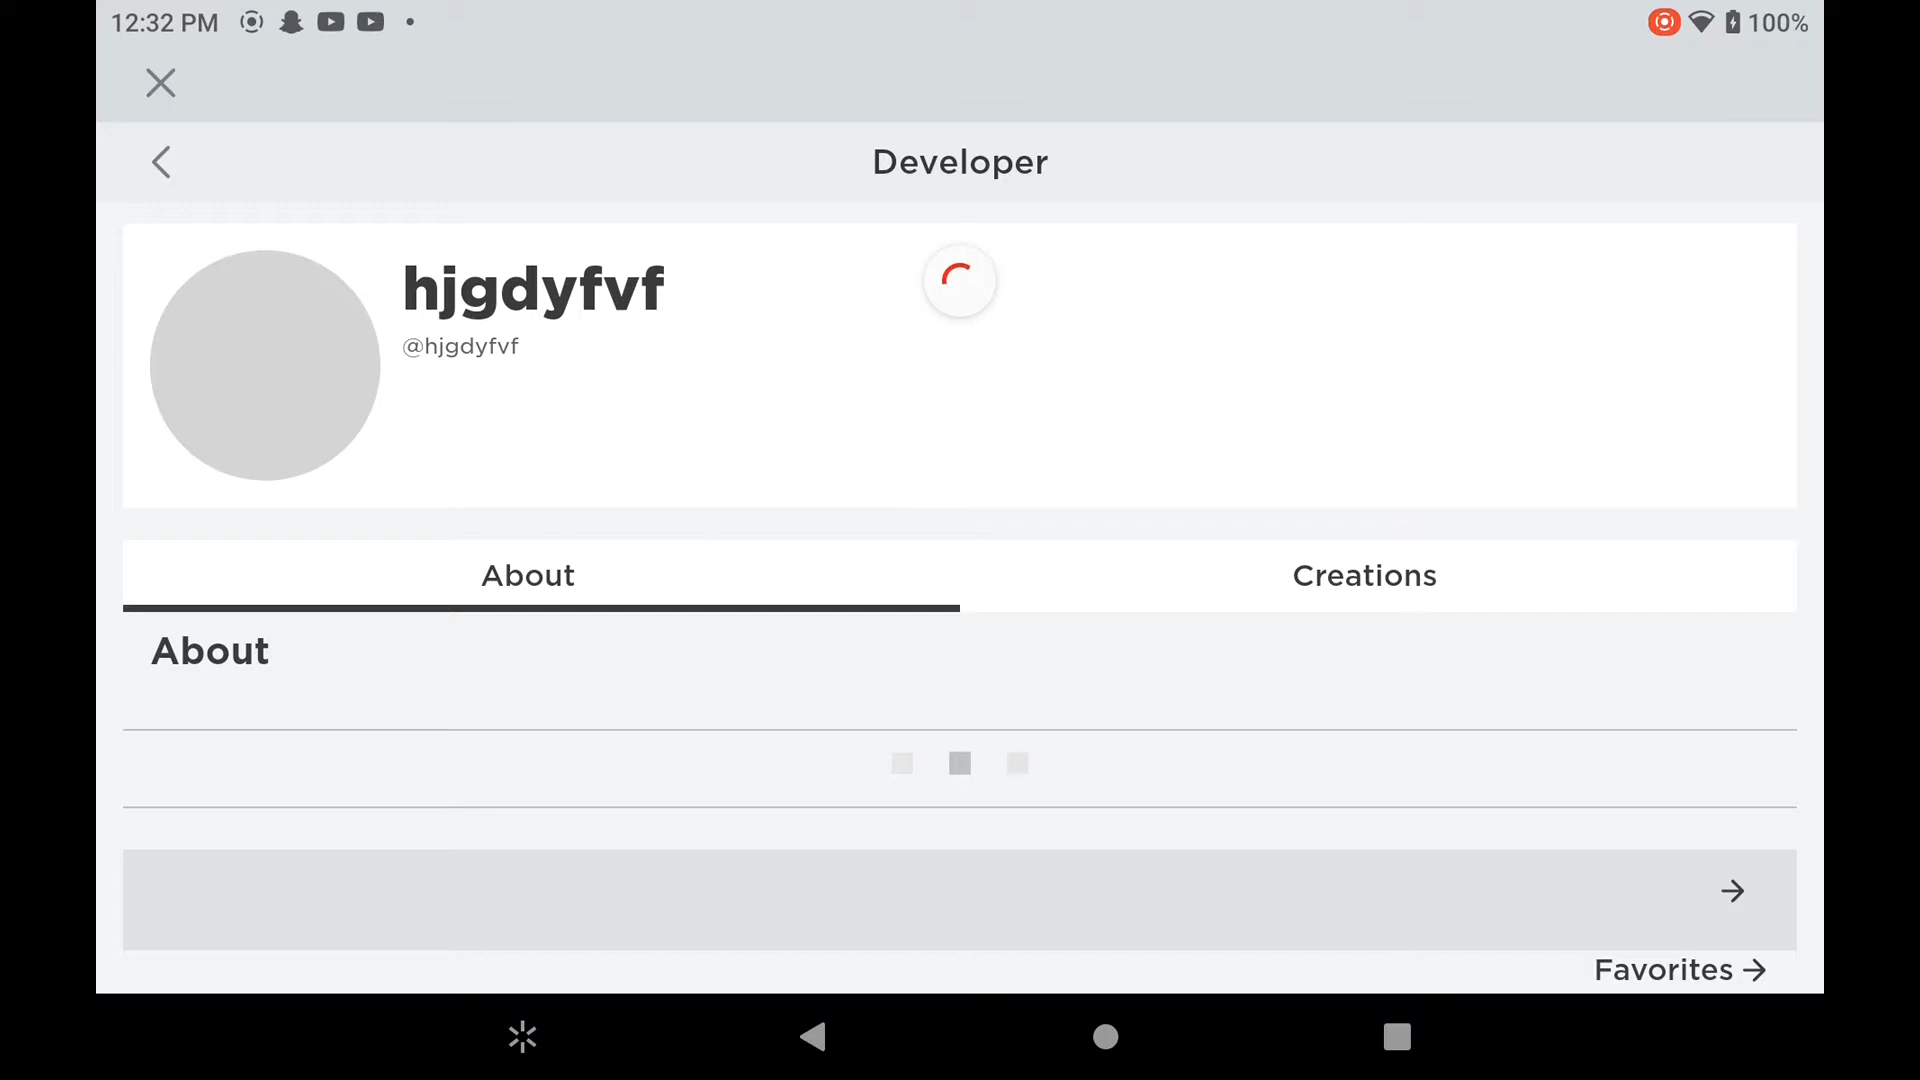 12:32 PM
100%
Developer
hjgdyfvf
@hjgdyfvf
About
Creations
About
Favorites